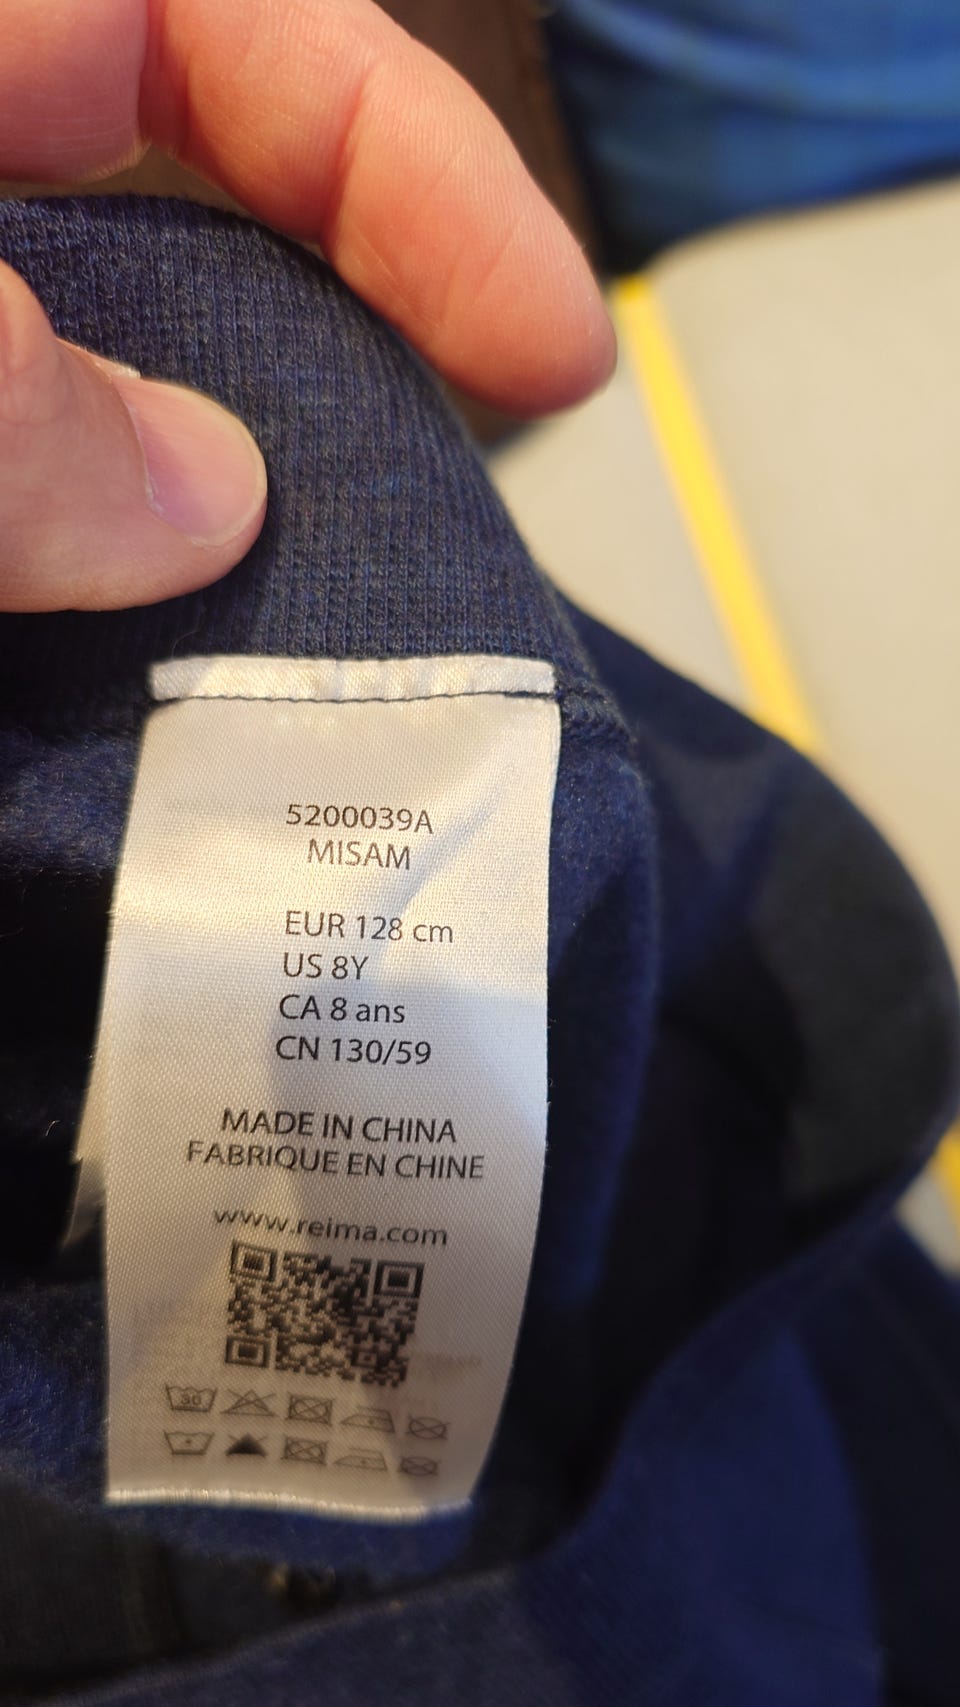 5200039A
MISAM
EUR 128 cm
US 8Y
CA 8 ans
CN 130/59
MADE IN CHINA
FABRIQUE EN CHINE
www.reima.com
30